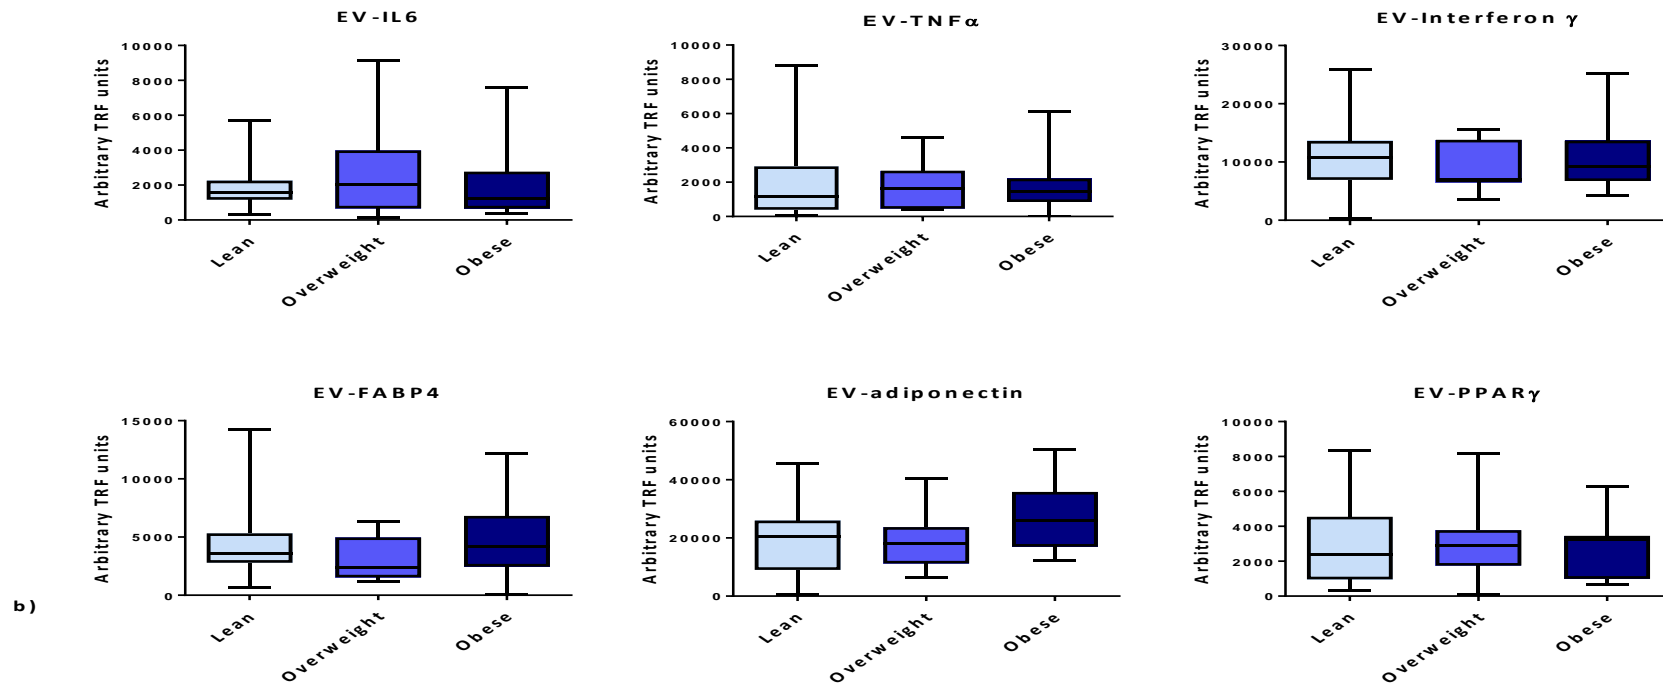 EV-IL6
Arbitrary TRF units
10000
8000
6000
4000
2000
0
Lean
Overweight
Obese
EV-TNFα
Arbitrary TRF units
10000
8000
6000
4000
2000
0
Lean
Overweight
Obese
EV-Interferon γ
Arbitrary TRF units
30000
20000
10000
0
Lean
Overweight
Obese
EV-FABP4
Arbitrary TRF units
15000
10000
5000
0
Lean
Overweight
Obese
EV-adiponectin
Arbitrary TRF units
60000
40000
20000
0
Lean
Overweight
Obese
EV-PPARγ
Arbitrary TRF units
10000
8000
6000
4000
2000
0
Lean
Overweight
Obese
b)